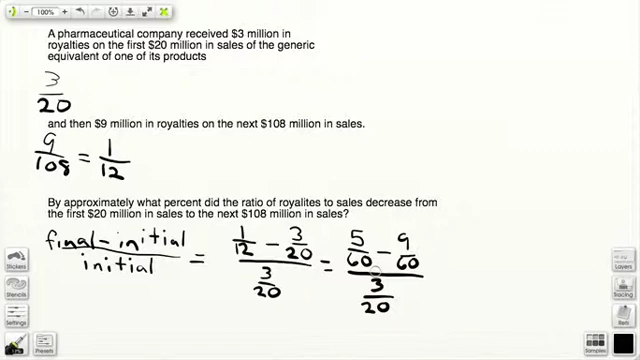 100%
A pharmaceutical company received $3 million in
royalties on the first $20 million in sales of the generic
equivalent of one of its products
3/20
and then $9 million in royalties on the next $108 million in sales.
9/108 = 1/12
By approximately what percent did the ratio of royalites to sales decrease from
the first $20 million in sales to the next $108 million in sales?
final - initial / initial = (1/12 - 3/20) / (3/20) = (5/60 - 9/60) / (3/20)
Stickers
Stencils
Settings
Presets
Images
Transcript
Refs
Samples